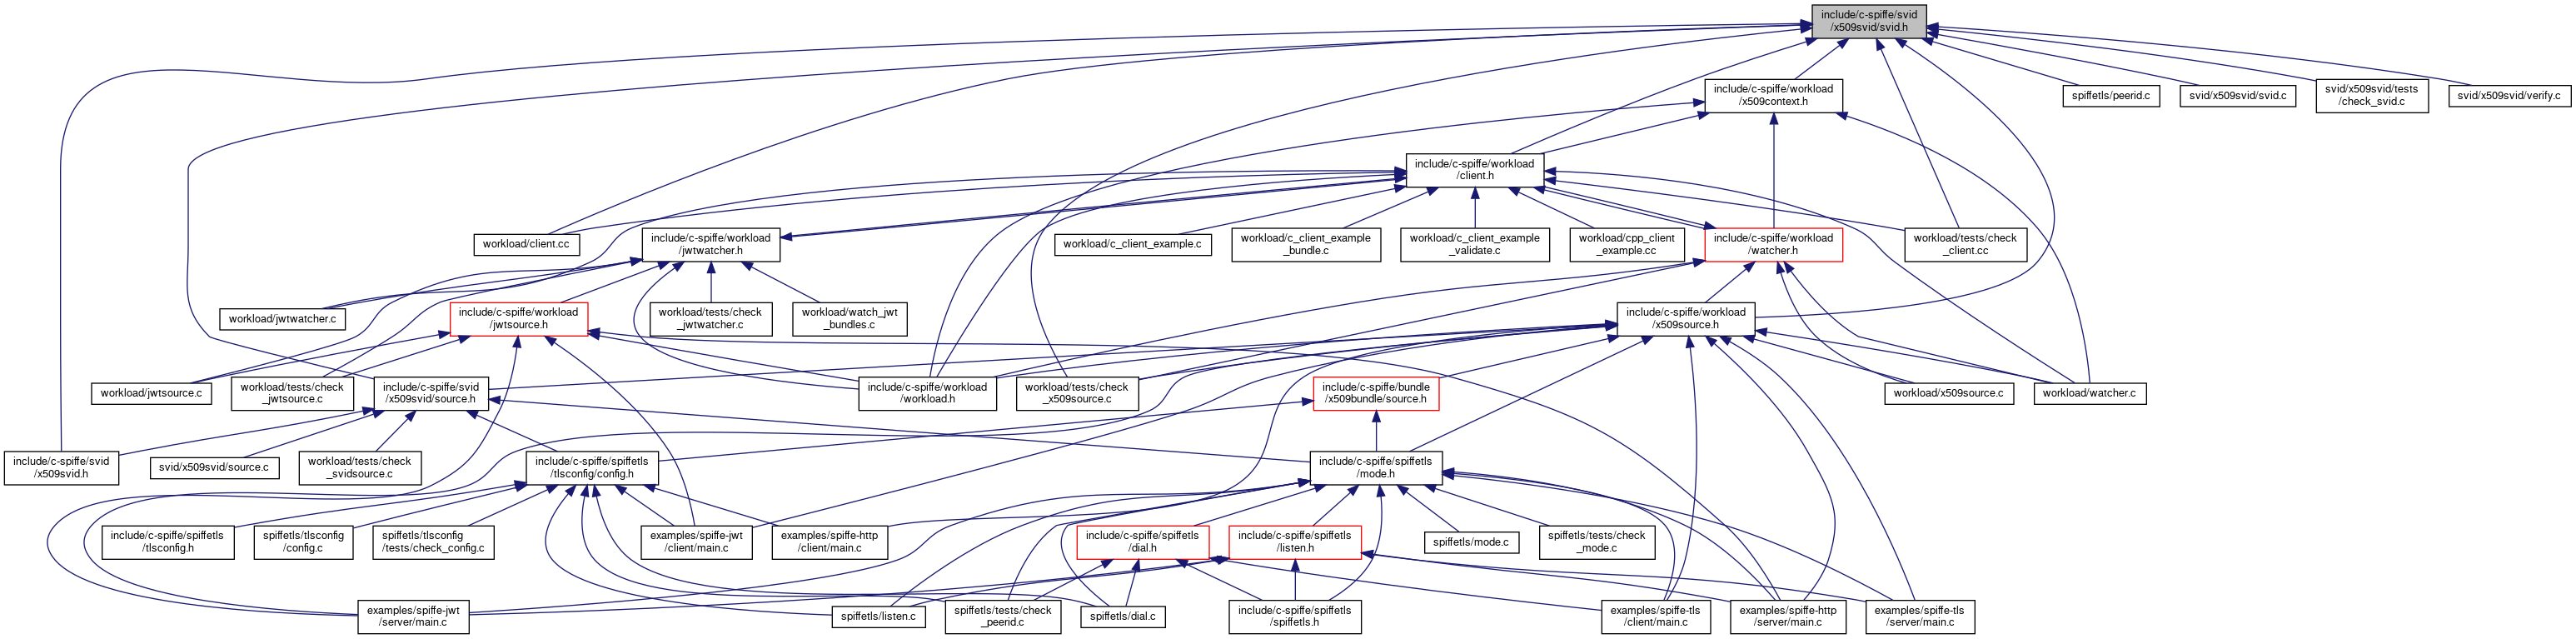 include/c-spiffe/svid
/x509svid/svid.h
include/c-spiffe/workload
/x509context.h
spiffetls/peerid.c
svid/x509svid/svid.c
svid/x509svid/tests
/check_svid.c
svid/x509svid/verify.c
include/c-spiffe/workload
/client.h
workload/client.cc
include/c-spiffe/workload
/jwtwatcher.h
workload/c_client_example.c
workload/c_client_example
_bundle.c
workload/c_client_example
_validate.c
workload/cpp_client
_example.cc
include/c-spiffe/workload
/watcher.h
workload/tests/check
_client.cc
workload/jwtwatcher.c
include/c-spiffe/workload
/jwtsource.h
workload/tests/check
_jwtwatcher.c
workload/watch_jwt
_bundles.c
include/c-spiffe/workload
/x509source.h
workload/jwtsource.c
workload/tests/check
_jwtsource.c
include/c-spiffe/svid
/x509svid/source.h
include/c-spiffe/workload
/workload.h
workload/tests/check
_x509source.c
include/c-spiffe/bundle
/x509bundle/source.h
workload/x509source.c
workload/watcher.c
include/c-spiffe/svid
/x509svid.h
svid/x509svid/source.c
workload/tests/check
_svidsource.c
include/c-spiffe/spiffetls
/tlsconfig/config.h
include/c-spiffe/spiffetls
/mode.h
include/c-spiffe/spiffetls
/tlsconfig.h
spiffetls/tlsconfig
/config.c
spiffetls/tlsconfig
/tests/check_config.c
examples/spiffe-jwt
/client/main.c
examples/spiffe-http
/client/main.c
include/c-spiffe/spiffetls
/dial.h
include/c-spiffe/spiffetls
/listen.h
spiffetls/mode.c
spiffetls/tests/check
_mode.c
examples/spiffe-jwt
/server/main.c
spiffetls/listen.c
spiffetls/tests/check
_peerid.c
spiffetls/dial.c
include/c-spiffe/spiffetls
/spiffetls.h
examples/spiffe-tls
/client/main.c
examples/spiffe-http
/server/main.c
examples/spiffe-tls
/server/main.c